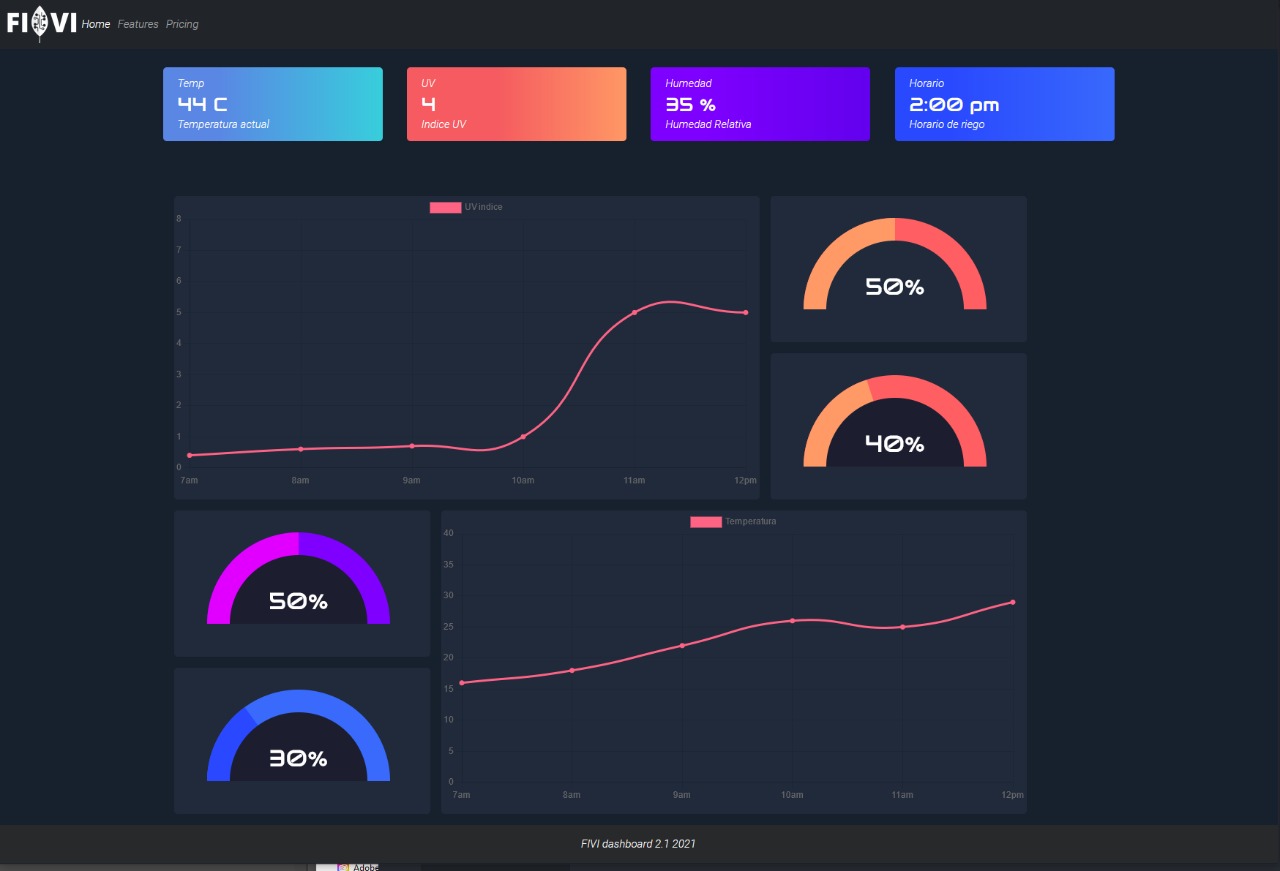 FIVI Home Features Pricing
Temp
44 C
Temperatura actual
UV
4
Indice UV
Humedad
35 %
Humedad Relativa
Horario
2:00 pm
Horario de riego
UV indice
8
7
6
5
4
3
2
1
0
7am 8am 9am 10am 11am 12pm
50%
40%
50%
30%
Temperatura
40
35
30
25
20
15
10
5
0
7am 8am 9am 10am 11am 12pm
FIVI dashboard 2.1 2021
Adobe